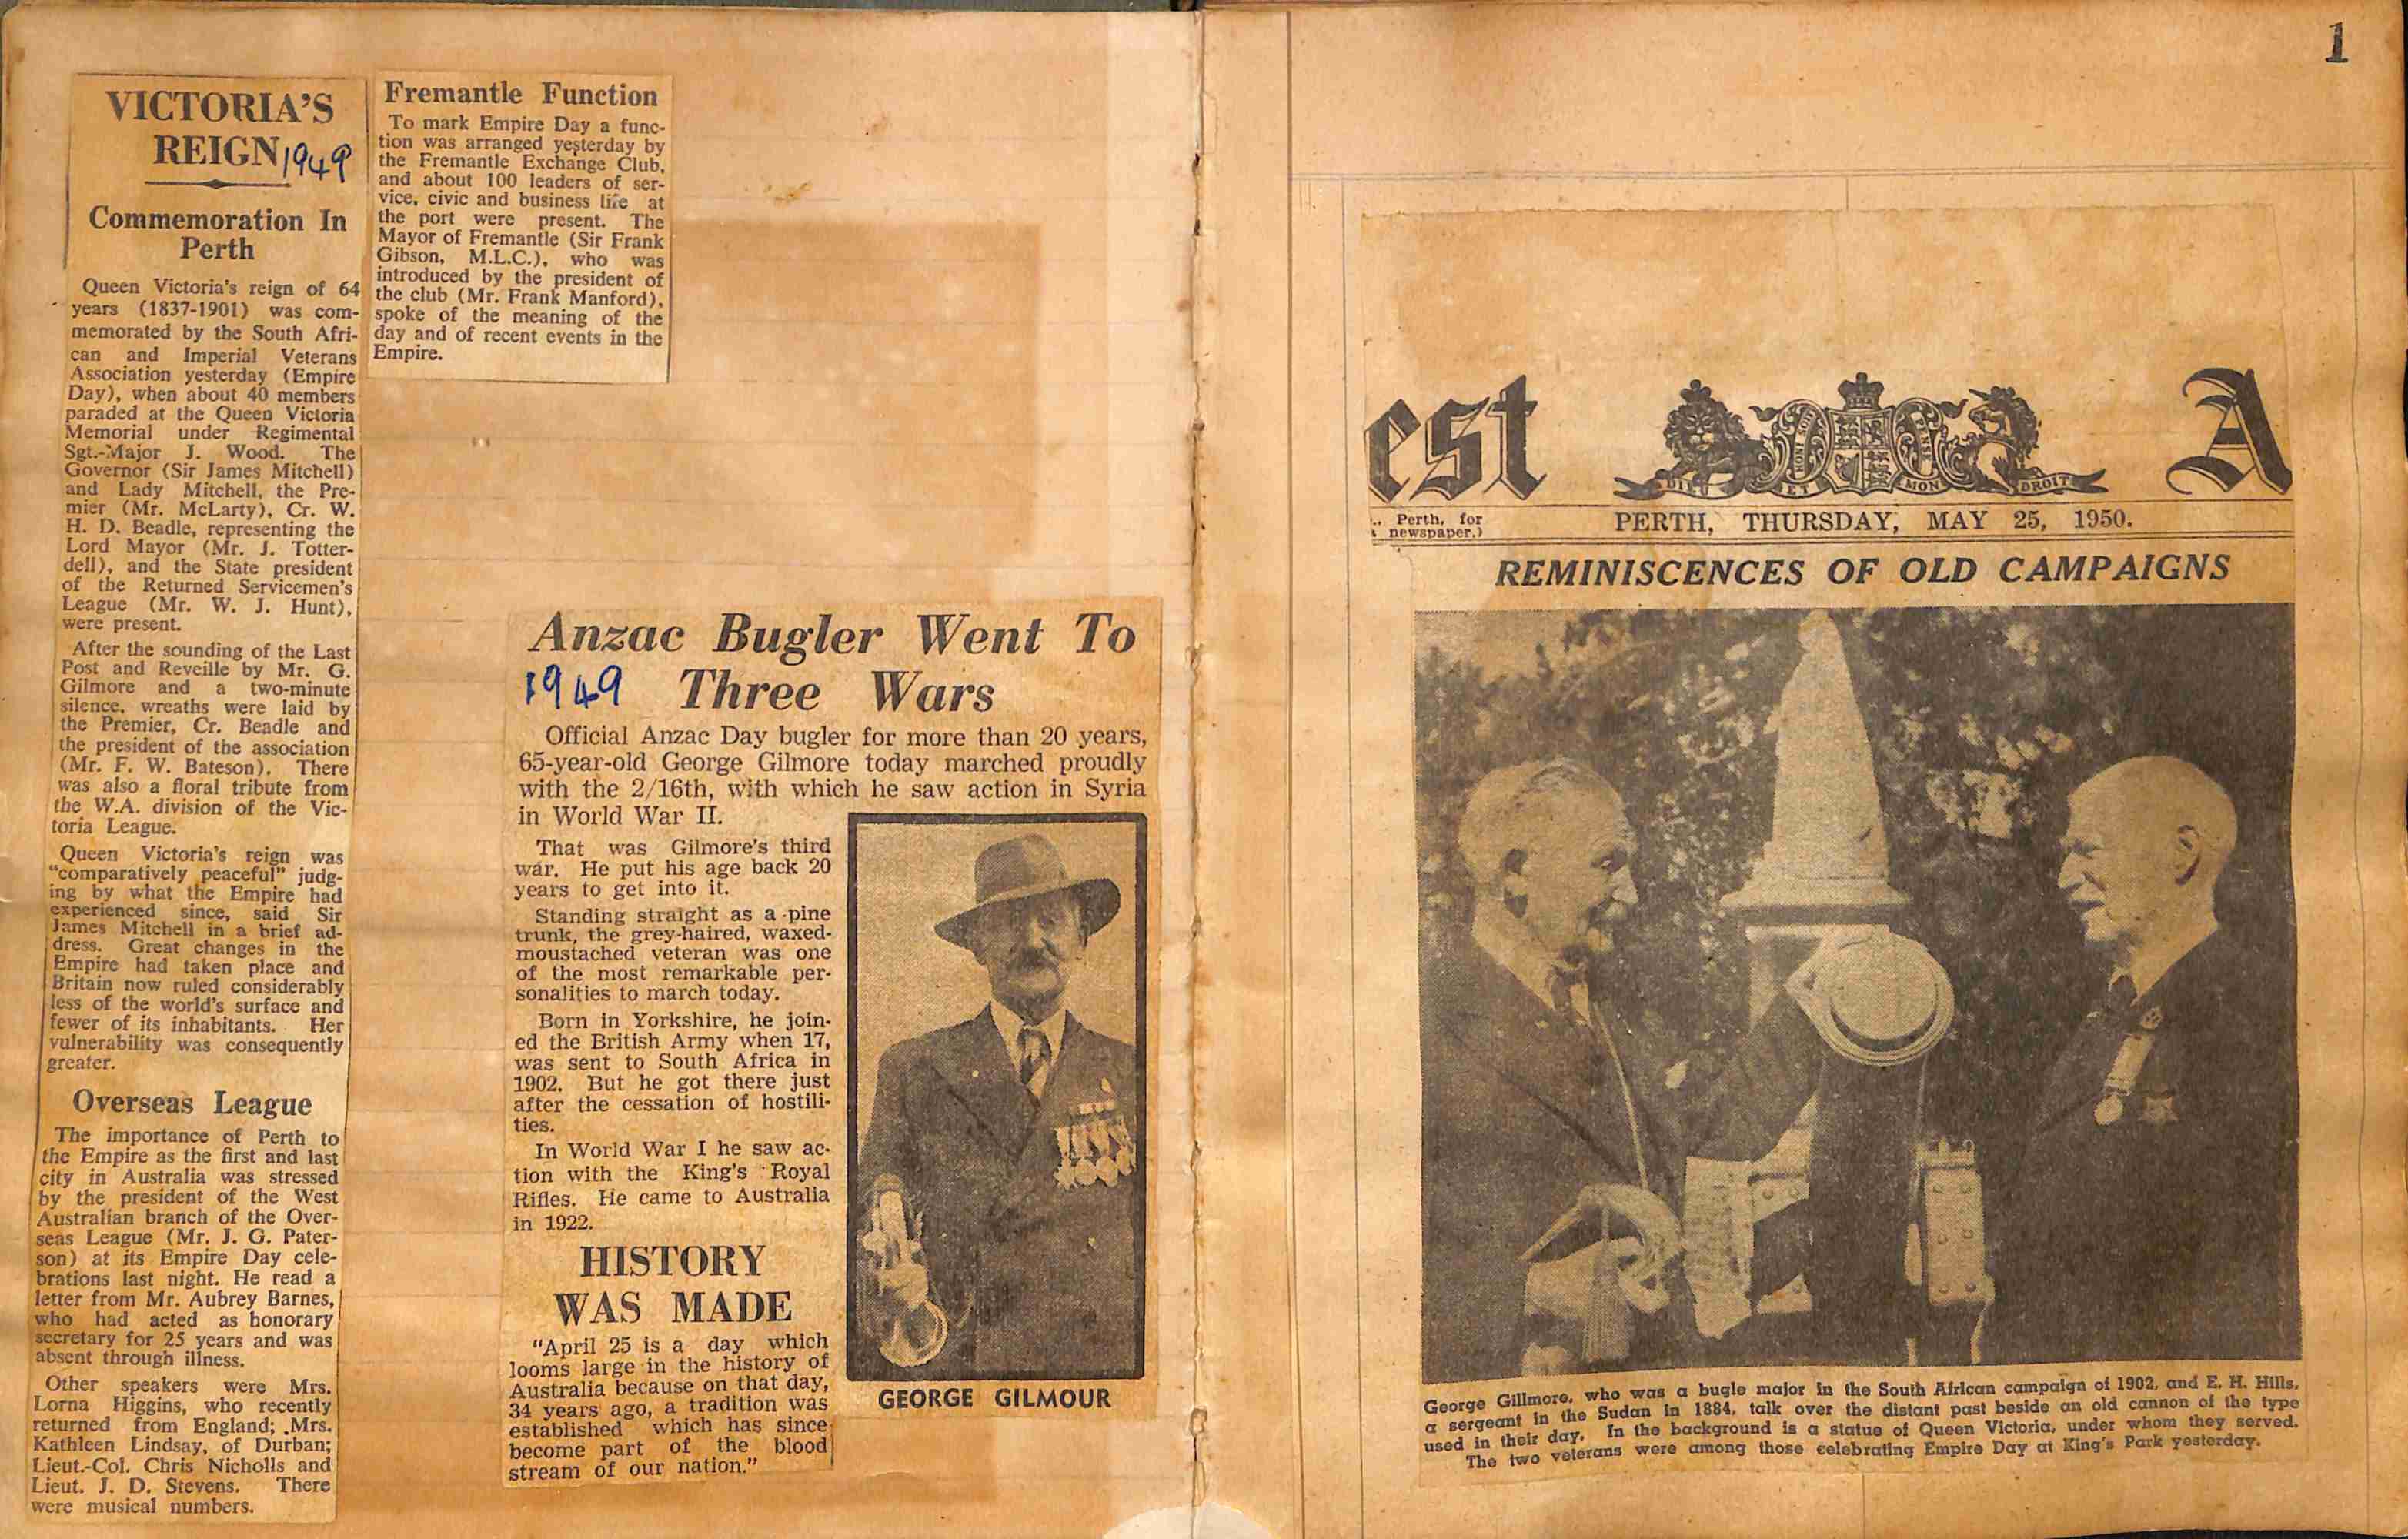 VICTORIA'S
REIGN 1949
Commemoration In
Perth
Queen Victoria's reign of 64
years (1837-1901) was com-
memorated by the South Afri-
can and Imperial Veterans
Association yesterday (Empire
Day), when about 40 members
paraded at the Queen Victoria
Memorial under Regimental
Sgt.-Major J. Wood. The
Governor (Sir James Mitchell)
and Lady Mitchell, the Pre-
mier (Mr. McLarty), Cr. W.
H. D. Beadle, representing the
Lord Mayor (Mr. J. Totter-
dell), and the State president
of the Returned Servicemen's
League (Mr. W. J. Hunt),
were present.
After the sounding of the Last
Post and Reveille by Mr. G.
Gilmore and a two-minute
silence, wreaths were laid by
the Premier, Cr. Beadle and
the president of the association
(Mr. F. W. Bateson). There
was also a floral tribute from
the W.A. division of the Vic-
toria League.
Queen Victoria's reign was
"comparatively peaceful" judg-
ing by what the Empire had
experienced since, said Sir
James Mitchell in a brief ad-
dress. Great changes in the
Empire had taken place and
Britain now ruled considerably
less of the world's surface and
fewer of its inhabitants. Her
vulnerability was consequently
greater.
Overseas League
The importance of Perth to
the Empire as the first and last
city in Australia was stressed
by the president of the West
Australian branch of the Over-
seas League (Mr. J. G. Pater-
son) at its Empire Day cele-
brations last night. He read a
letter from Mr. Aubrey Barnes,
who had acted as honorary
secretary for 25 years and was
absent through illness.
Other speakers were Mrs.
Lorna Higgins, who recently
returned from England; Mrs.
Kathleen Lindsay, of Durban;
Lieut.-Col. Chris Nicholls and
Lieut. J. D. Stevens. There
were musical numbers.
Fremantle Function
To mark Empire Day a func-
tion was arranged yesterday by
the Fremantle Exchange Club,
and about 100 leaders of ser-
vice, civic and business life at
the port were present. The
Mayor of Fremantle (Sir Frank
Gibson, M.L.C.), who was
introduced by the president of
the club (Mr. Frank Manford),
spoke of the meaning of the
day and of recent events in the
Empire.
Anzac Bugler Went To
1949 Three Wars
Official Anzac Day bugler for more than 20 years,
65-year-old George Gilmore today marched proudly
with the 2/16th, with which he saw action in Syria
in World War II.
That was Gilmore's third
war. He put his age back 20
years to get into it.
Standing straight as a pine
trunk, the grey-haired, waxed-
moustached veteran was one
of the most remarkable per-
sonalities to march today.
Born in Yorkshire, he join-
ed the British Army when 17,
was sent to South Africa in
1902. But he got there just
after the cessation of hostili-
ties.
In World War I he saw ac-
tion with the King's Royal
Rifles. He came to Australia
in 1922.
HISTORY
WAS MADE
"April 25 is a day which
looms large in the history of
Australia because on that day,
34 years ago, a tradition was
established which has since
become part of the blood
stream of our nation."
GEORGE GILMOUR
1
est A
HONI SOIT PENSE
DIEU ET MON DROIT
., Perth, for
newspaper.)
PERTH, THURSDAY, MAY 25, 1950.
REMINISCENCES OF OLD CAMPAIGNS
George Gillmore, who was a bugle major in the South African campaign of 1902, and E. H. Hills,
a sergeant in the Sudan in 1884, talk over the distant past beside an old cannon of the type
used in their day. In the background is a statue of Queen Victoria, under whom they served.
The two veterans were among those celebrating Empire Day at King's Park yesterday.